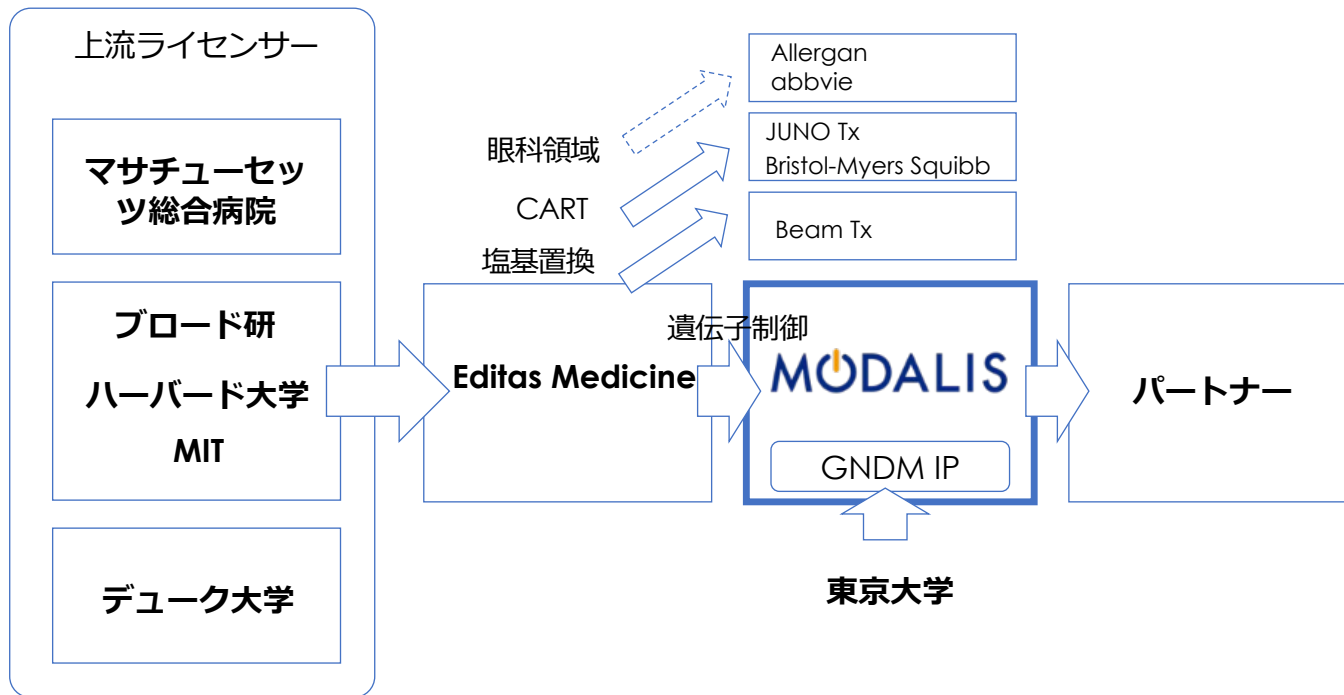 上流ライセンサー
マサチューセッ
ツ総合病院
ブロード研
ハーバード大学
MIT
デューク大学
Allergan
abbvie
眼科領域
JUNO Tx
Bristol-Myers Squibb
CART
Beam Tx
塩基置換
Editas Medicine
遺伝子制御
MODALIS
GNDM IP
東京大学
パートナー